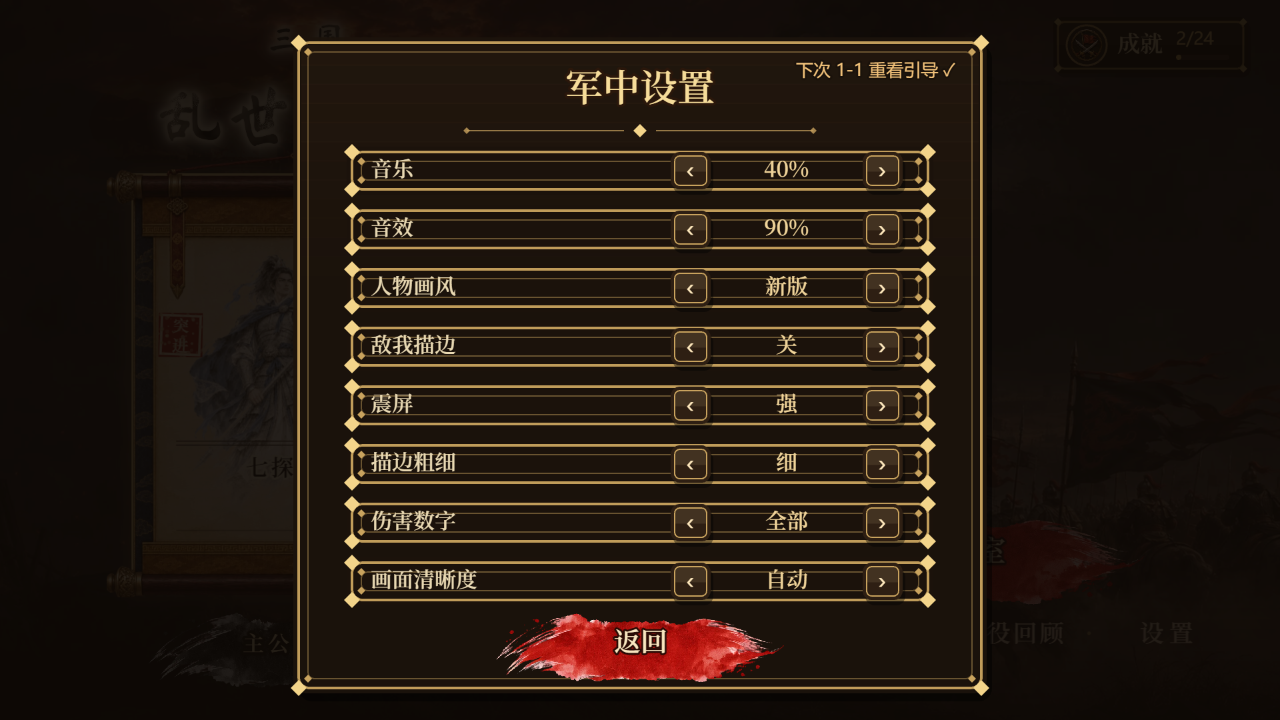 三国
乱世
成就 2/24
军中设置
下次 1-1 重看引导 ✓
音乐 ‹ 40% ›
音效 ‹ 90% ›
人物画风 ‹ 新版 ›
敌我描边 ‹ 关 ›
震屏 ‹ 强 ›
描边粗细 ‹ 细 ›
伤害数字 ‹ 全部 ›
画面清晰度 ‹ 自动 ›
返回
七探
主公
役回顾 ·
设置